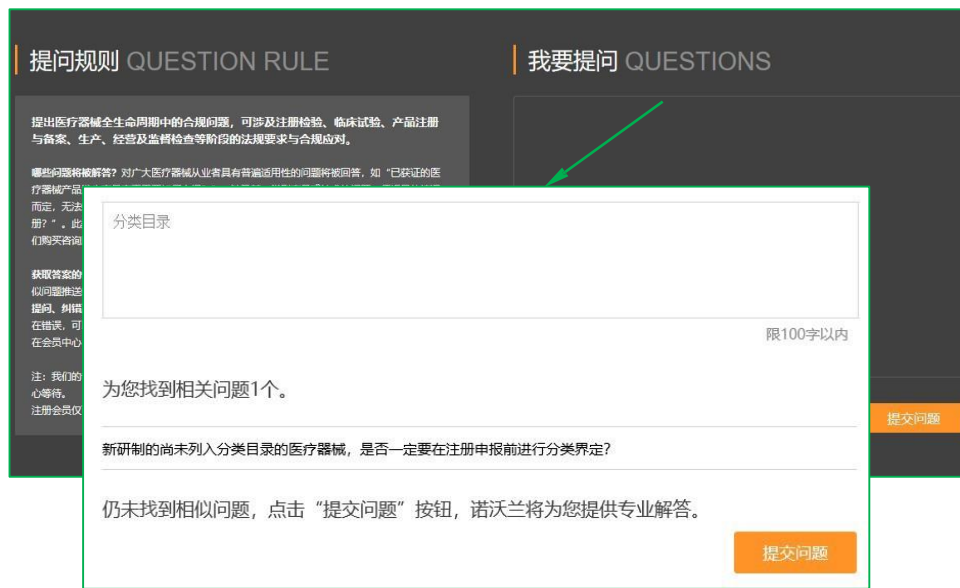 提问规则 QUESTION RULE
提出医疗器械全生命周期中的合规问题，可涉及注册检验、临床试验、产品注册
与备案、生产、经营及监督检查等阶段的法规要求与合规应对。
哪些问题将被解答？对广大医疗器械从业者具有普遍适用性的问题将被回答，如“已获证的医
疗器械产品
而定，无法
册？”。此
们购买咨询
获取答案的
似问题推送
提问、纠错
在错误，可
在会员中心
注：我们的
心等待。
注册会员仅
我要提问 QUESTIONS
提交问题
分类目录
限100字以内
为您找到相关问题1个。
新研制的尚未列入分类目录的医疗器械，是否一定要在注册申报前进行分类界定？
仍未找到相似问题，点击“提交问题”按钮，诺沃兰将为您提供专业解答。
提交问题